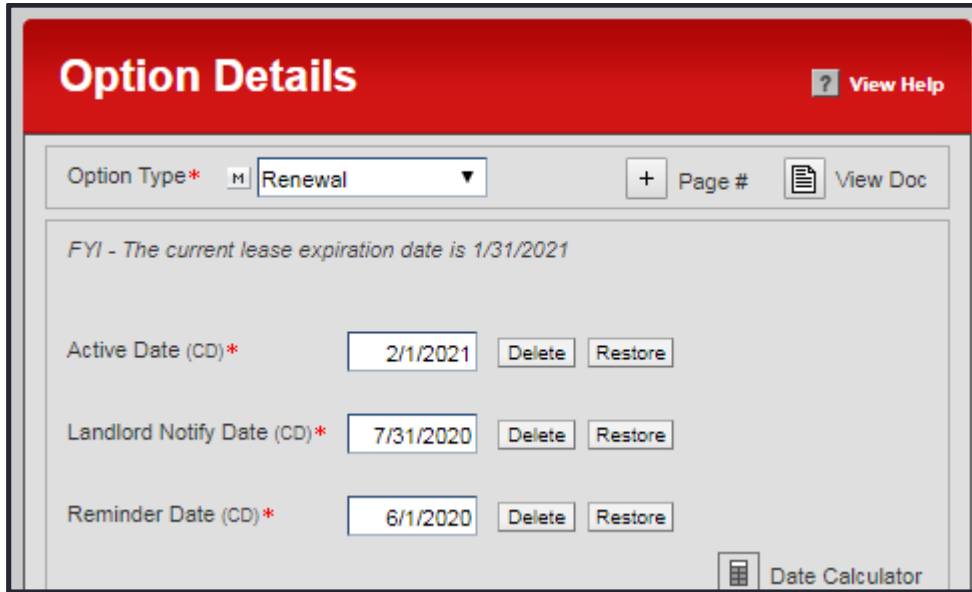 Option Details
? View Help
Option Type* M Renewal ▼ + Page # View Doc
FYI - The current lease expiration date is 1/31/2021
Active Date (CD)* 2/1/2021 Delete Restore
Landlord Notify Date (CD)* 7/31/2020 Delete Restore
Reminder Date (CD)* 6/1/2020 Delete Restore
Date Calculator